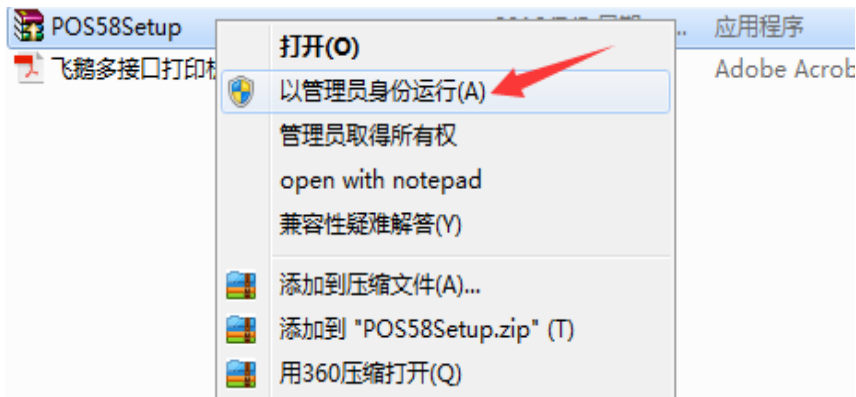 POS58Setup
应用程序
飞鹅多接口打印
Adobe Acrob
打开(O)
以管理员身份运行(A)
管理员取得所有权
open with notepad
兼容性疑难解答(Y)
添加到压缩文件(A)...
添加到 "POS58Setup.zip" (T)
用360压缩打开(Q)